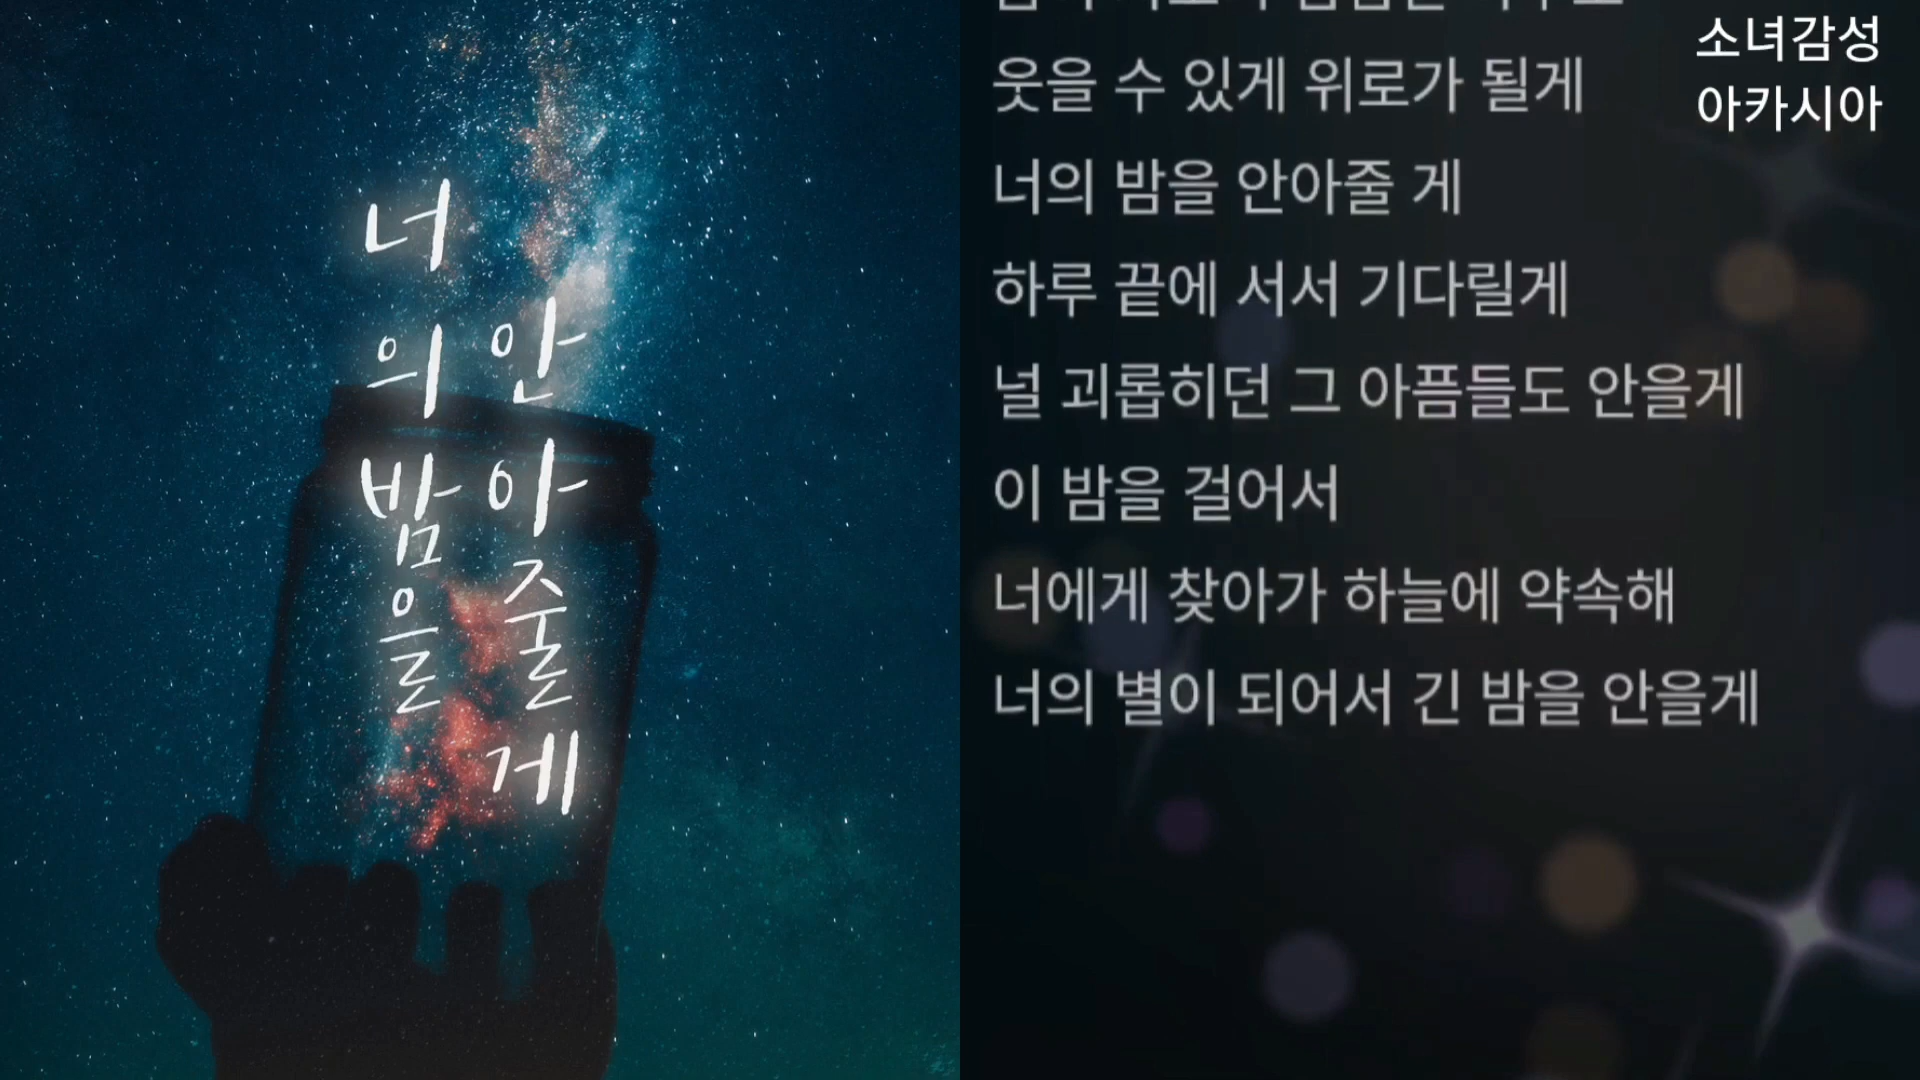 너의 밤을
안아줄게
소녀감성
아카시아
웃을 수 있게 위로가 될게
너의 밤을 안아줄 게
하루 끝에 서서 기다릴게
널 괴롭히던 그 아픔들도 안을게
이 밤을 걸어서
너에게 찾아가 하늘에 약속해
너의 별이 되어서 긴 밤을 안을게